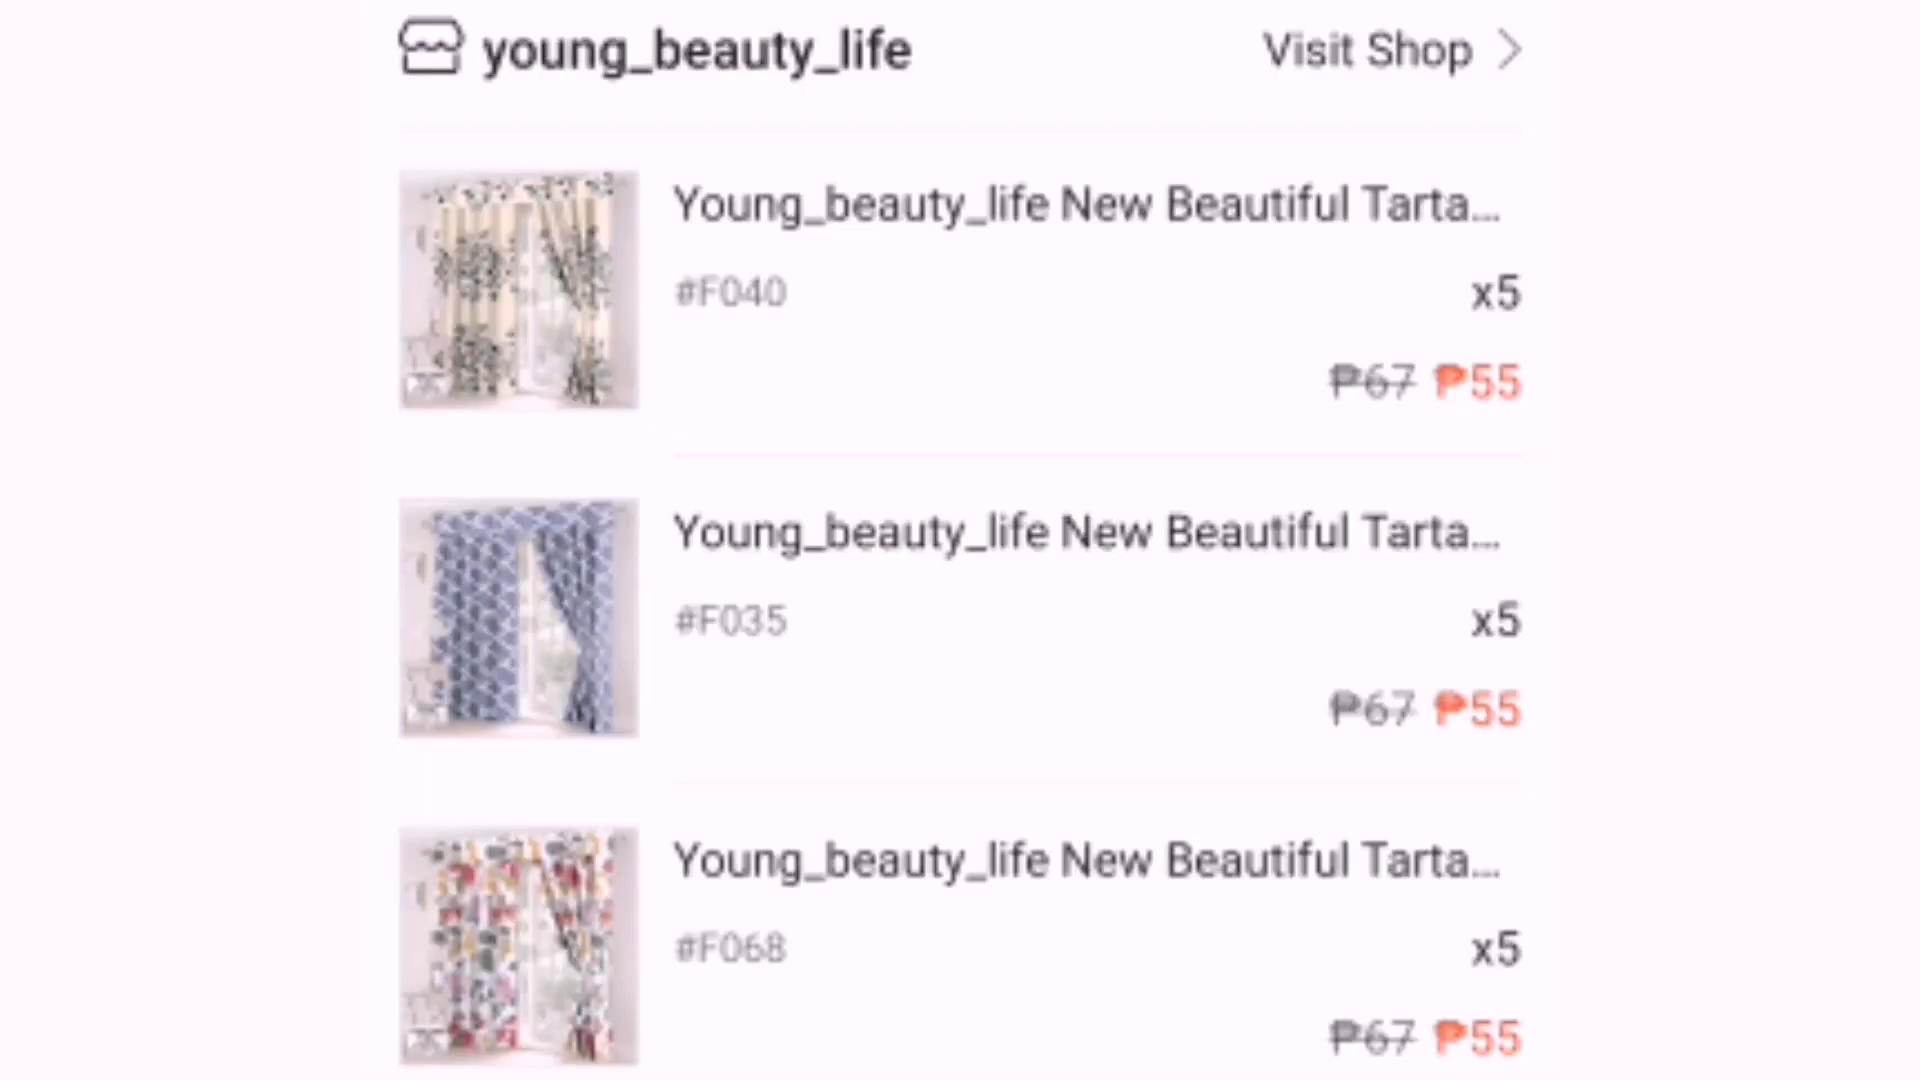 young_beauty_life
Visit Shop
Young_beauty_life New Beautiful Tarta...
#F040
x5
₱67 ₱55
Young_beauty_life New Beautiful Tarta...
#F035
x5
₱67 ₱55
Young_beauty_life New Beautiful Tarta...
#F068
x5
₱67 ₱55